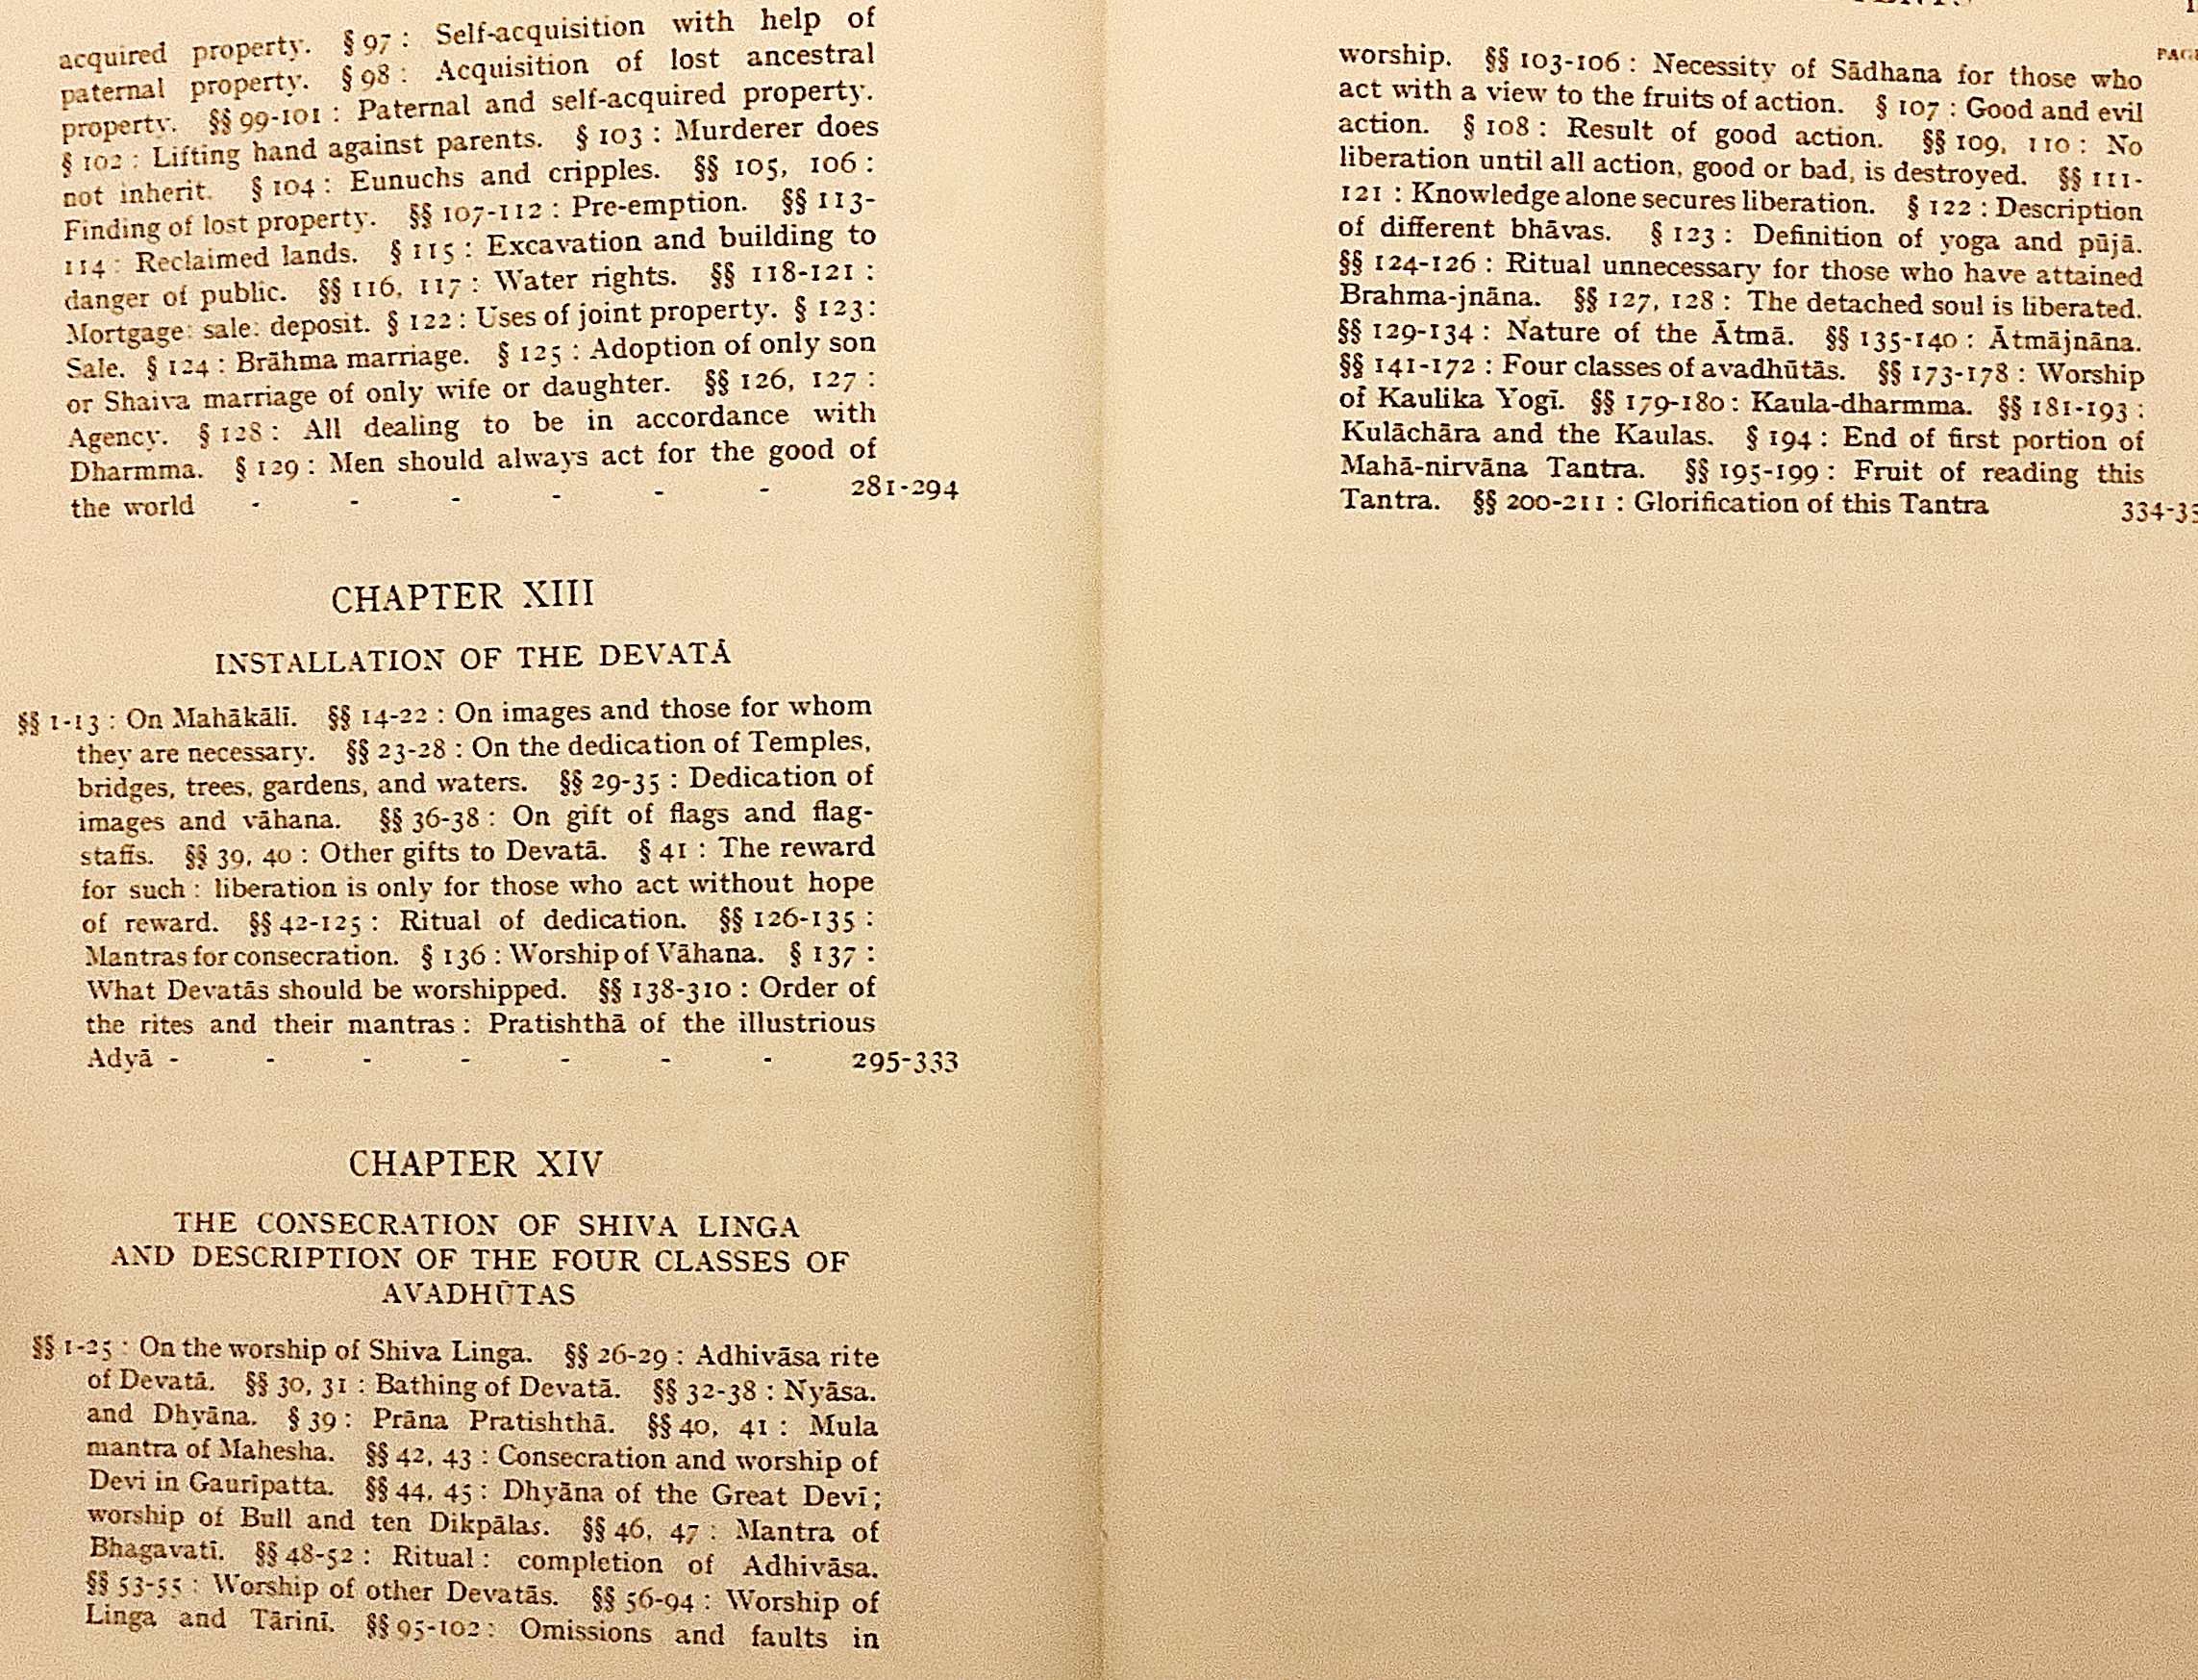 acquired property. § 97 : Self-acquisition with help of
paternal property. § 98 : Acquisition of lost ancestral
property. §§ 99-101 : Paternal and self-acquired property.
§ 102 : Lifting hand against parents. § 103 : Murderer does
not inherit. § 104 : Eunuchs and cripples. §§ 105, 106 :
Finding of lost property. §§ 107-112 : Pre-emption. §§ 113-
114 : Reclaimed lands. § 115 : Excavation and building to
danger of public. §§ 116, 117 : Water rights. §§ 118-121 :
Mortgage: sale: deposit. § 122 : Uses of joint property. § 123:
Sale. § 124 : Brāhma marriage. § 125 : Adoption of only son
or Shaiva marriage of only wife or daughter. §§ 126, 127 :
Agency. § 128 : All dealing to be in accordance with
Dharmma. § 129 : Men should always act for the good of
the world - - - - - - 281-294
CHAPTER XIII
INSTALLATION OF THE DEVATĀ
§§ 1-13 : On Mahākālī. §§ 14-22 : On images and those for whom
they are necessary. §§ 23-28 : On the dedication of Temples,
bridges, trees, gardens, and waters. §§ 29-35 : Dedication of
images and vāhana. §§ 36-38 : On gift of flags and flag-
staffs. §§ 39, 40 : Other gifts to Devatā. § 41 : The reward
for such : liberation is only for those who act without hope
of reward. §§ 42-125 : Ritual of dedication. §§ 126-135 :
Mantras for consecration. § 136 : Worship of Vāhana. § 137 :
What Devatās should be worshipped. §§ 138-310 : Order of
the rites and their mantras : Pratishthā of the illustrious
Adyā - - - - - - - 295-333
CHAPTER XIV
THE CONSECRATION OF SHIVA LINGA
AND DESCRIPTION OF THE FOUR CLASSES OF
AVADHŪTAS
§§ 1-25 : On the worship of Shiva Linga. §§ 26-29 : Adhivāsa rite
of Devatā. §§ 30, 31 : Bathing of Devatā. §§ 32-38 : Nyāsa.
and Dhyāna. § 39 : Prāna Pratishthā. §§ 40, 41 : Mula
mantra of Mahesha. §§ 42, 43 : Consecration and worship of
Devi in Gaurīpatta. §§ 44, 45 : Dhyāna of the Great Devī;
worship of Bull and ten Dikpālas. §§ 46, 47 : Mantra of
Bhagavatī. §§ 48-52 : Ritual : completion of Adhivāsa.
§§ 53-55 : Worship of other Devatās. §§ 56-94 : Worship of
Linga and Tārinī. §§ 95-102 : Omissions and faults in
worship. §§ 103-106 : Necessity of Sādhana for those who
act with a view to the fruits of action. § 107 : Good and evil
action. § 108 : Result of good action. §§ 109, 110 : No
liberation until all action, good or bad, is destroyed. §§ 111-
121 : Knowledge alone secures liberation. § 122 : Description
of different bhāvas. § 123 : Definition of yoga and pūjā.
§§ 124-126 : Ritual unnecessary for those who have attained
Brahma-jnāna. §§ 127, 128 : The detached soul is liberated.
§§ 129-134 : Nature of the Ātmā. §§ 135-140 : Ātmājnāna.
§§ 141-172 : Four classes of avadhūtās. §§ 173-178 : Worship
of Kaulika Yogī. §§ 179-180 : Kaula-dharmma. §§ 181-193 :
Kulāchāra and the Kaulas. § 194 : End of first portion of
Mahā-nirvāna Tantra. §§ 195-199 : Fruit of reading this
Tantra. §§ 200-211 : Glorification of this Tantra 334-33